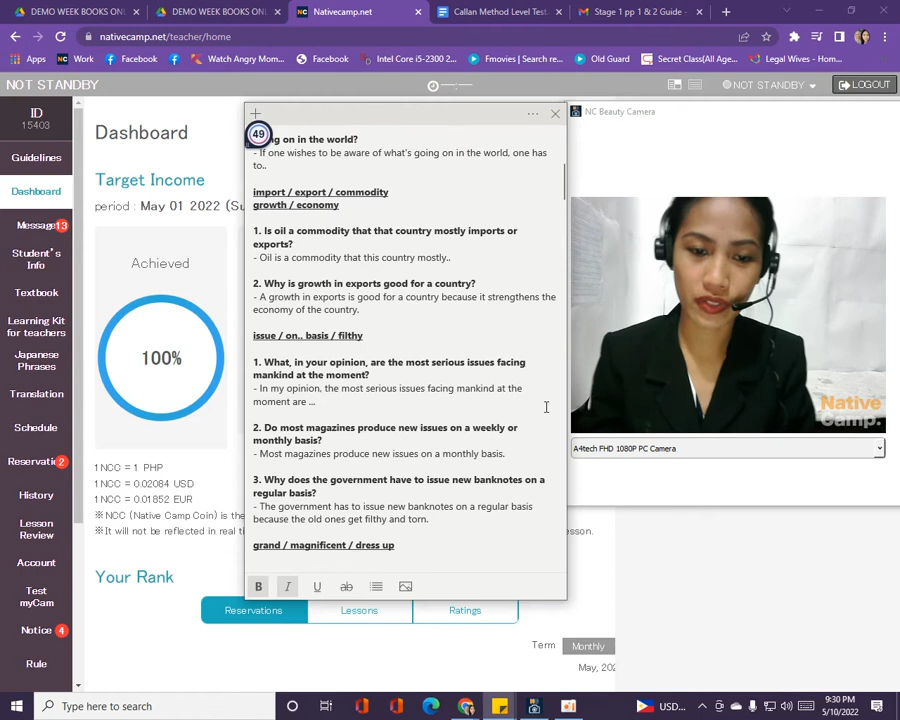 DEMO WEEK BOOKS ONL
DEMO WEEK BOOKS ONL
Nativecamp.net
Callan Method Level Test
Stage 1 pp 1 & 2 Guide -
nativecamp.net/teacher/home
Apps
Work
Facebook
Watch Angry Mom...
Facebook
Intel Core i5-2300 ...
Fmovies | Search re...
Old Guard
Secret Class(All Age...
Legal Wives - Home...
NOT STANDBY
—:—
NOT STANDBY
LOGOUT
ID
15403
Guidelines
Dashboard
Message
13
Student's
Info
Textbook
Learning Kit
for teachers
Japanese
Phrases
Translation
Schedule
Reservatio
2
History
Lesson
Review
Account
Test
myCam
Notice
4
Rule
Dashboard
Target Income
period : May 01 2022 (Su
Achieved
100%
1 NCC = 1 PHP
1 NCC = 0.02084 USD
1 NCC = 0.01852 EUR
※NCC (Native Camp Coin) is the
※It will not be reflected in real ti
esson.
Your Rank
Reservations
Lessons
Ratings
Term
Monthly
May, 202
49
ng on in the world?
- If one wishes to be aware of what's going on in the world, one has
to..
import / export / commodity
growth / economy
1. Is oil a commodity that that country mostly imports or
exports?
- Oil is a commodity that this country mostly..
2. Why is growth in exports good for a country?
- A growth in exports is good for a country because it strengthens the
economy of the country.
issue / on.. basis / filthy
1. What, in your opinion, are the most serious issues facing
mankind at the moment?
- In my opinion, the most serious issues facing mankind at the
moment are ...
2. Do most magazines produce new issues on a weekly or
monthly basis?
- Most magazines produce new issues on a monthly basis.
3. Why does the government have to issue new banknotes on a
regular basis?
- The government has to issue new banknotes on a regular basis
because the old ones get filthy and torn.
grand / magnificent / dress up
NC Beauty Camera
Native
Camp.
A4tech FHD 1080P PC Camera
Type here to search
USD...
9:30 PM
5/10/2022